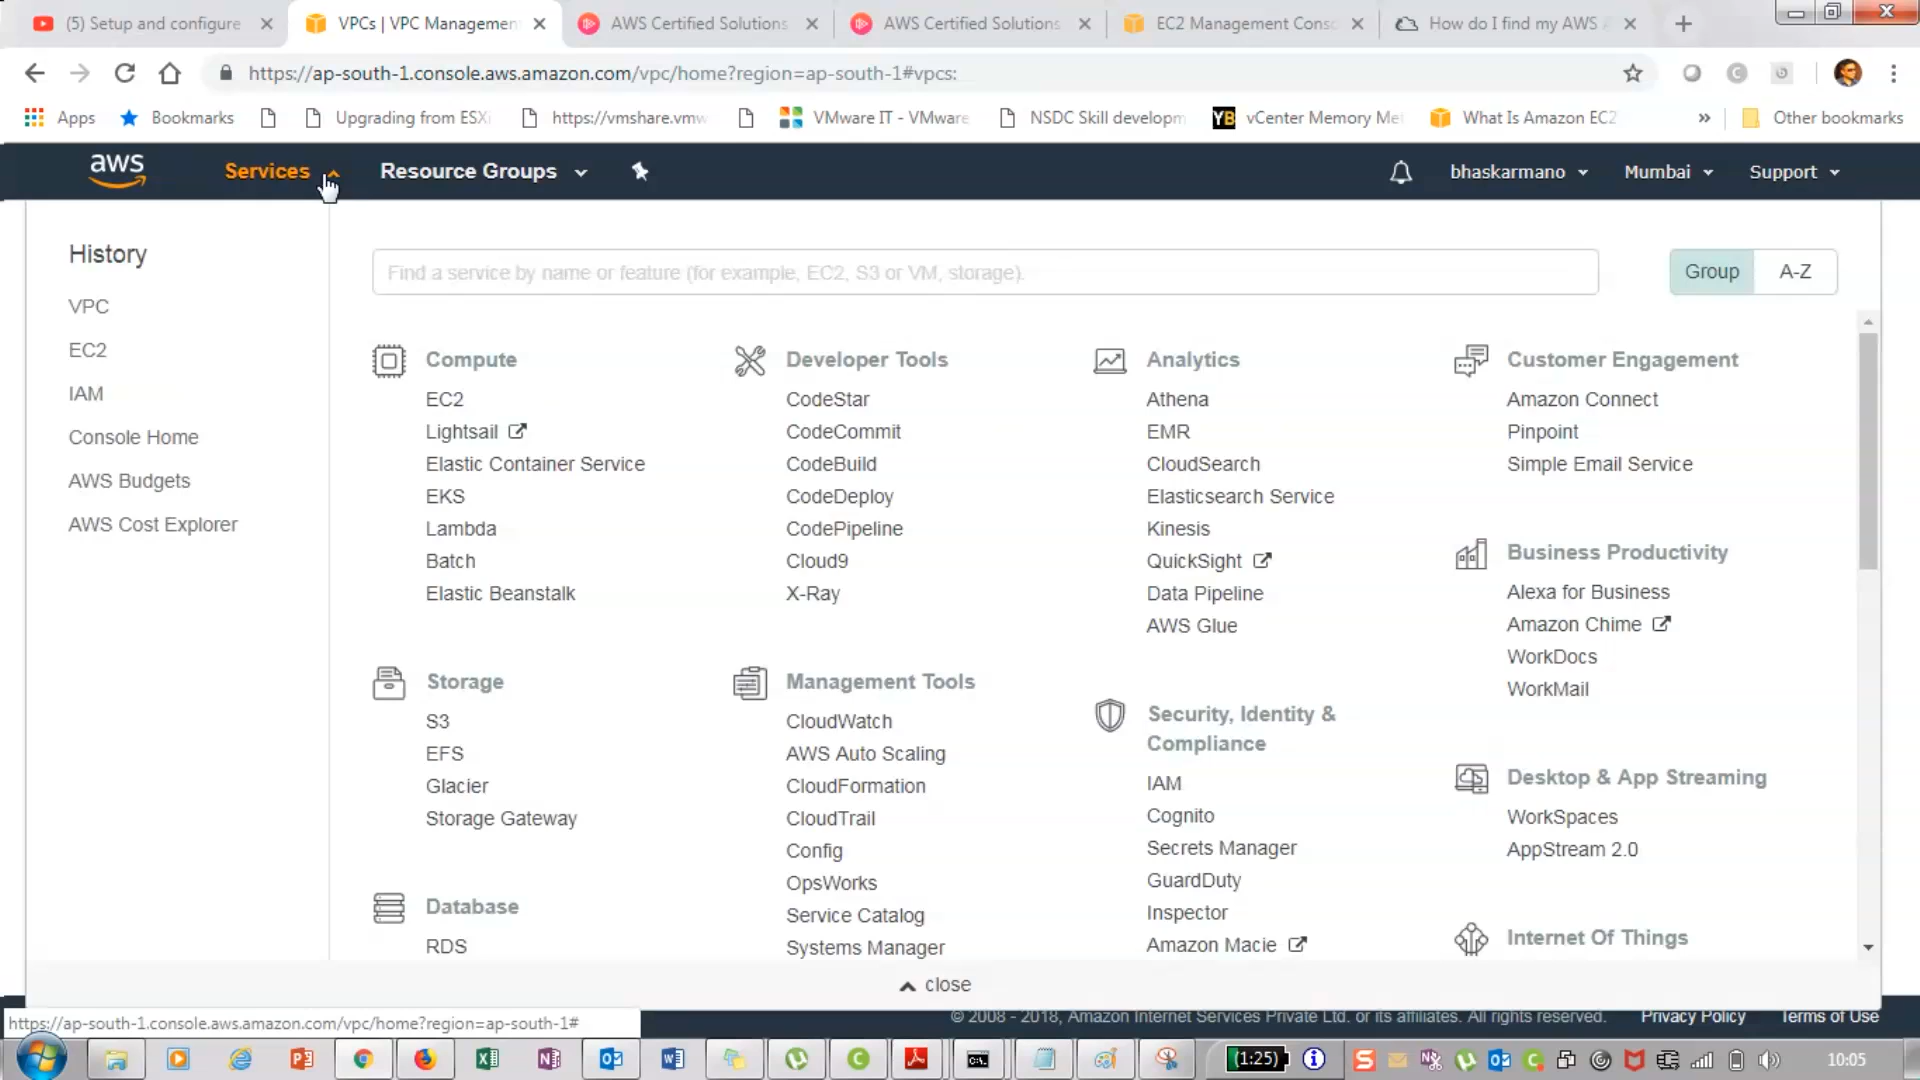 (5) Setup and configure
VPCs | VPC Managemen
AWS Certified Solutions
AWS Certified Solutions
EC2 Management Conso
How do I find my AWS A
https://ap-south-1.console.aws.amazon.com/vpc/home?region=ap-south-1#vpcs:
Apps
Bookmarks
Upgrading from ESXi
https://vmshare.vmw
VMware IT - VMware
NSDC Skill developm
YB
vCenter Memory Me
What Is Amazon EC2
»
Other bookmarks
aws
Services
Resource Groups
bhaskarmano
Mumbai
Support
History
VPC
EC2
IAM
Console Home
AWS Budgets
AWS Cost Explorer
Find a service by name or feature (for example, EC2, S3 or VM, storage).
Group
A-Z
Compute
EC2
Lightsail
Elastic Container Service
EKS
Lambda
Batch
Elastic Beanstalk
Storage
S3
EFS
Glacier
Storage Gateway
Database
RDS
Developer Tools
CodeStar
CodeCommit
CodeBuild
CodeDeploy
CodePipeline
Cloud9
X-Ray
Management Tools
CloudWatch
AWS Auto Scaling
CloudFormation
CloudTrail
Config
OpsWorks
Service Catalog
Systems Manager
Analytics
Athena
EMR
CloudSearch
Elasticsearch Service
Kinesis
QuickSight
Data Pipeline
AWS Glue
Security, Identity &
Compliance
IAM
Cognito
Secrets Manager
GuardDuty
Inspector
Amazon Macie
Customer Engagement
Amazon Connect
Pinpoint
Simple Email Service
Business Productivity
Alexa for Business
Amazon Chime
WorkDocs
WorkMail
Desktop & App Streaming
WorkSpaces
AppStream 2.0
Internet Of Things
close
https://ap-south-1.console.aws.amazon.com/vpc/home?region=ap-south-1#
© 2008 - 2018, Amazon Internet Services Private Ltd. or its affiliates. All rights reserved.
Privacy Policy
Terms of Use
(1:25)
10:05